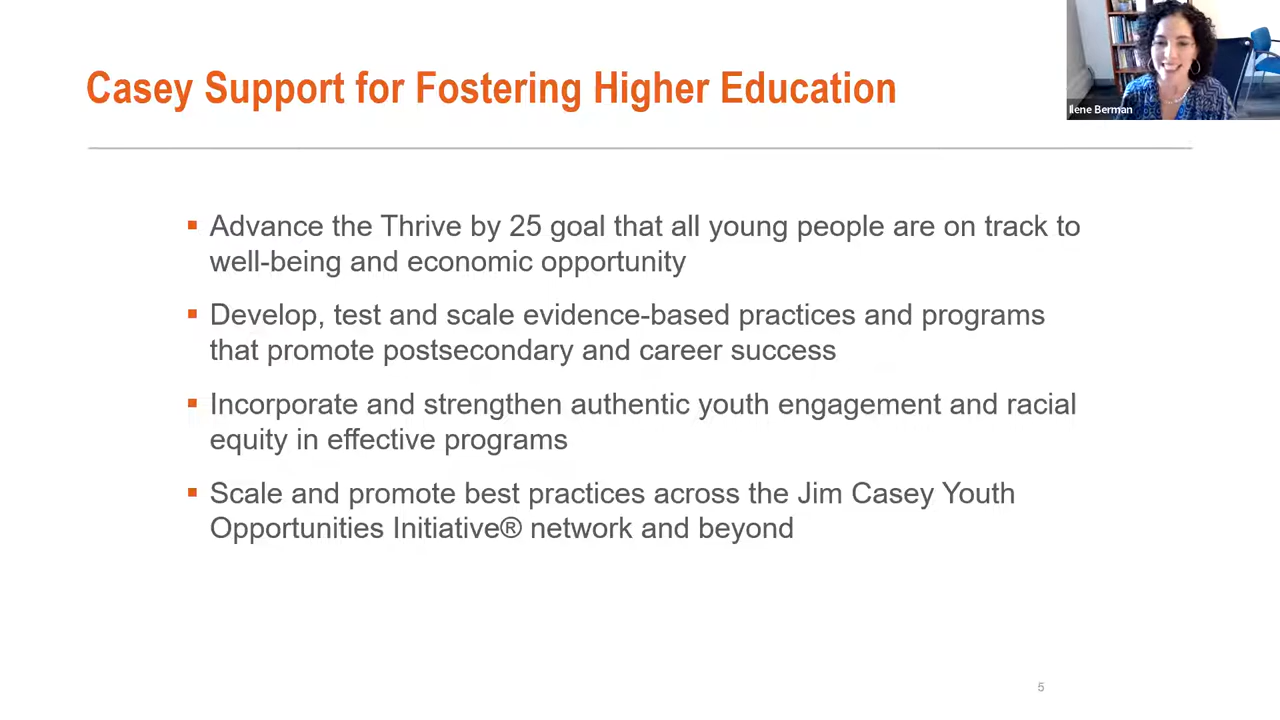 Casey Support for Fostering Higher Education
Ilene Berman
Advance the Thrive by 25 goal that all young people are on track to
well-being and economic opportunity
Develop, test and scale evidence-based practices and programs
that promote postsecondary and career success
Incorporate and strengthen authentic youth engagement and racial
equity in effective programs
Scale and promote best practices across the Jim Casey Youth
Opportunities Initiative® network and beyond
5